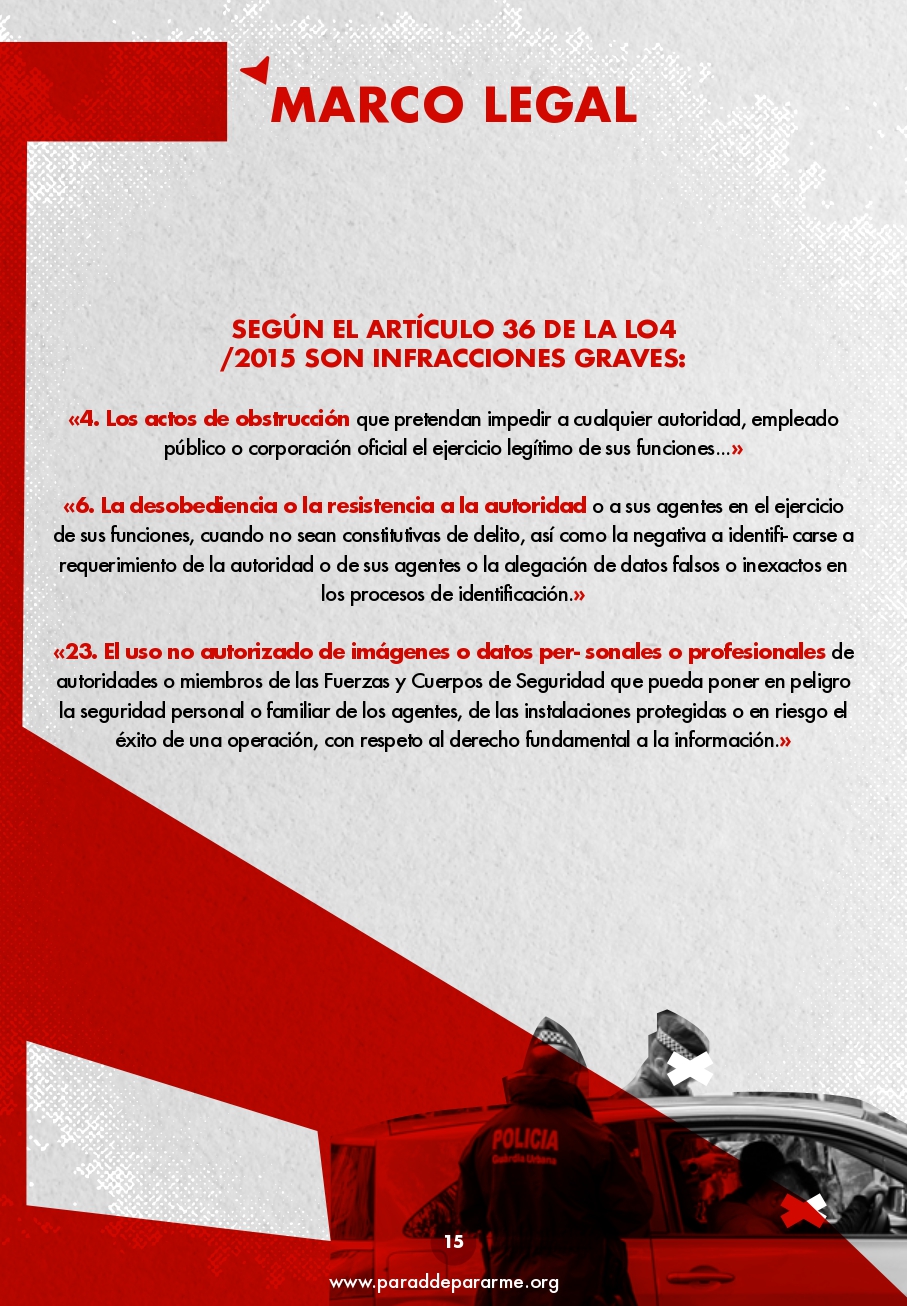 MARCO LEGAL
SEGÚN EL ARTÍCULO 36 DE LA LO4
/2015 SON INFRACCIONES GRAVES:
«4. Los actos de obstrucción que pretendan impedir a cualquier autoridad, empleado
público o corporación oficial el ejercicio legítimo de sus funciones...»
«6. La desobediencia o la resistencia a la autoridad o a sus agentes en el ejercicio
de sus funciones, cuando no sean constitutivas de delito, así como la negativa a identifi- carse a
requerimiento de la autoridad o de sus agentes o la alegación de datos falsos o inexactos en
los procesos de identificación.»
«23. El uso no autorizado de imágenes o datos per- sonales o profesionales de
autoridades o miembros de las Fuerzas y Cuerpos de Seguridad que pueda poner en peligro
la seguridad personal o familiar de los agentes, de las instalaciones protegidas o en riesgo el
éxito de una operación, con respeto al derecho fundamental a la información.»
POLICIA
Guardia Urbana
15
www.paraddepararme.org